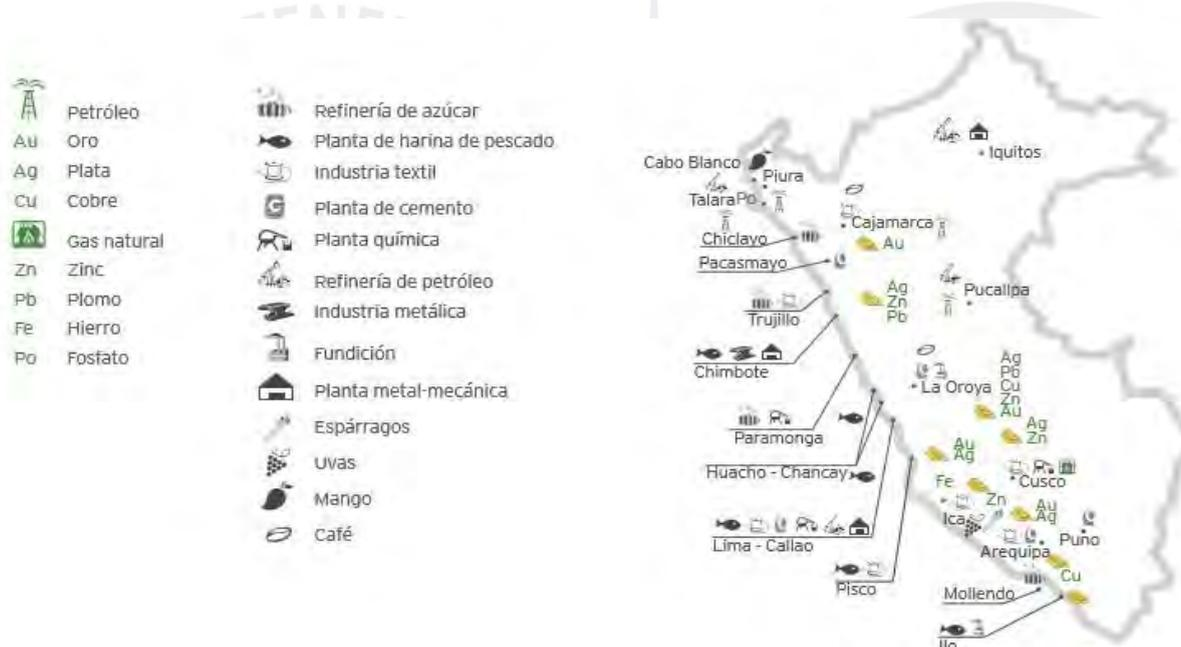 Petróleo
Au Oro
Ag Plata
Cu Cobre
Gas natural
Zn Zinc
Pb Plomo
Fe Hierro
Po Fosfato
Refinería de azúcar
Planta de harina de pescado
Industria textil
G Planta de cemento
Planta química
Refinería de petróleo
Industria metálica
Fundición
Planta metal-mecánica
Espárragos
Uvas
Mango
Café
Iquitos
Cabo Blanco
Piura
Talara Po
Cajamarca
Chiclayo
Au
Pacasmayo
Ag
Zn
Pb
Pucallpa
Trujillo
Chimbote
La Oroya
Ag
Pb
Cu
Zn
Au
Ag
Zn
Paramonga
Au
Ag
Huacho - Chancay
Cusco
Fe
Zn
Au
Ag
Ica
Puno
Arequipa
Lima - Callao
Cu
Pisco
Mollendo
Ilo